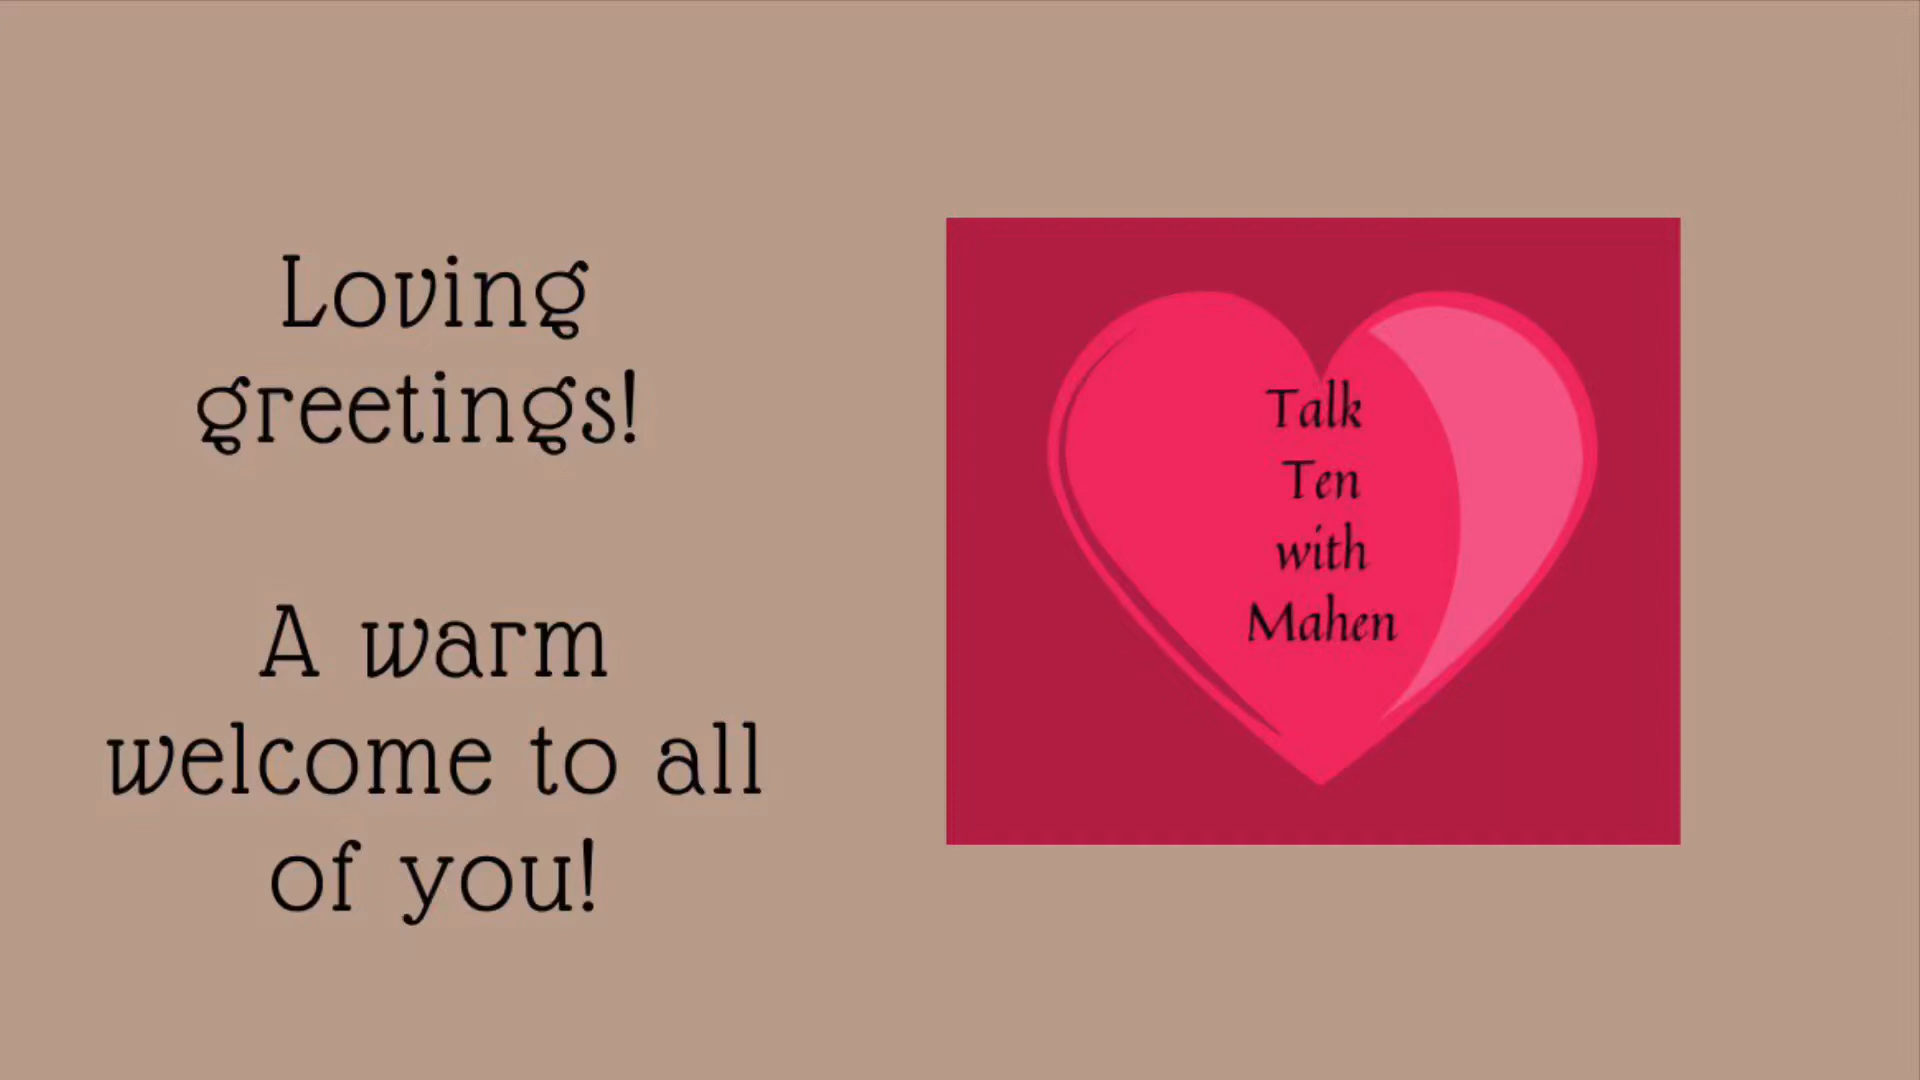 Loving
greetings!
A warm
welcome to all
of you!
Talk
Ten
with
Mahen